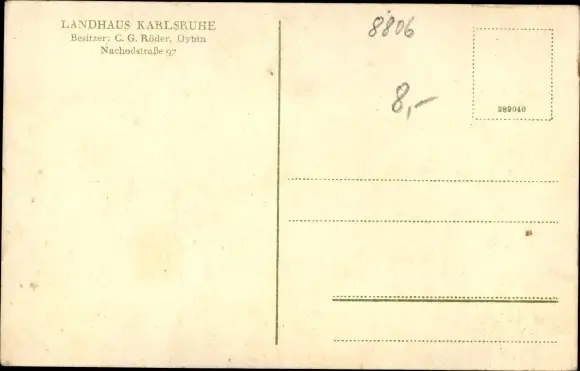 LANDHAUS KARLSRUHE
Besitzer: C. G. Röder, Oybin
Nachodstraße 97
8806
8,-
389040